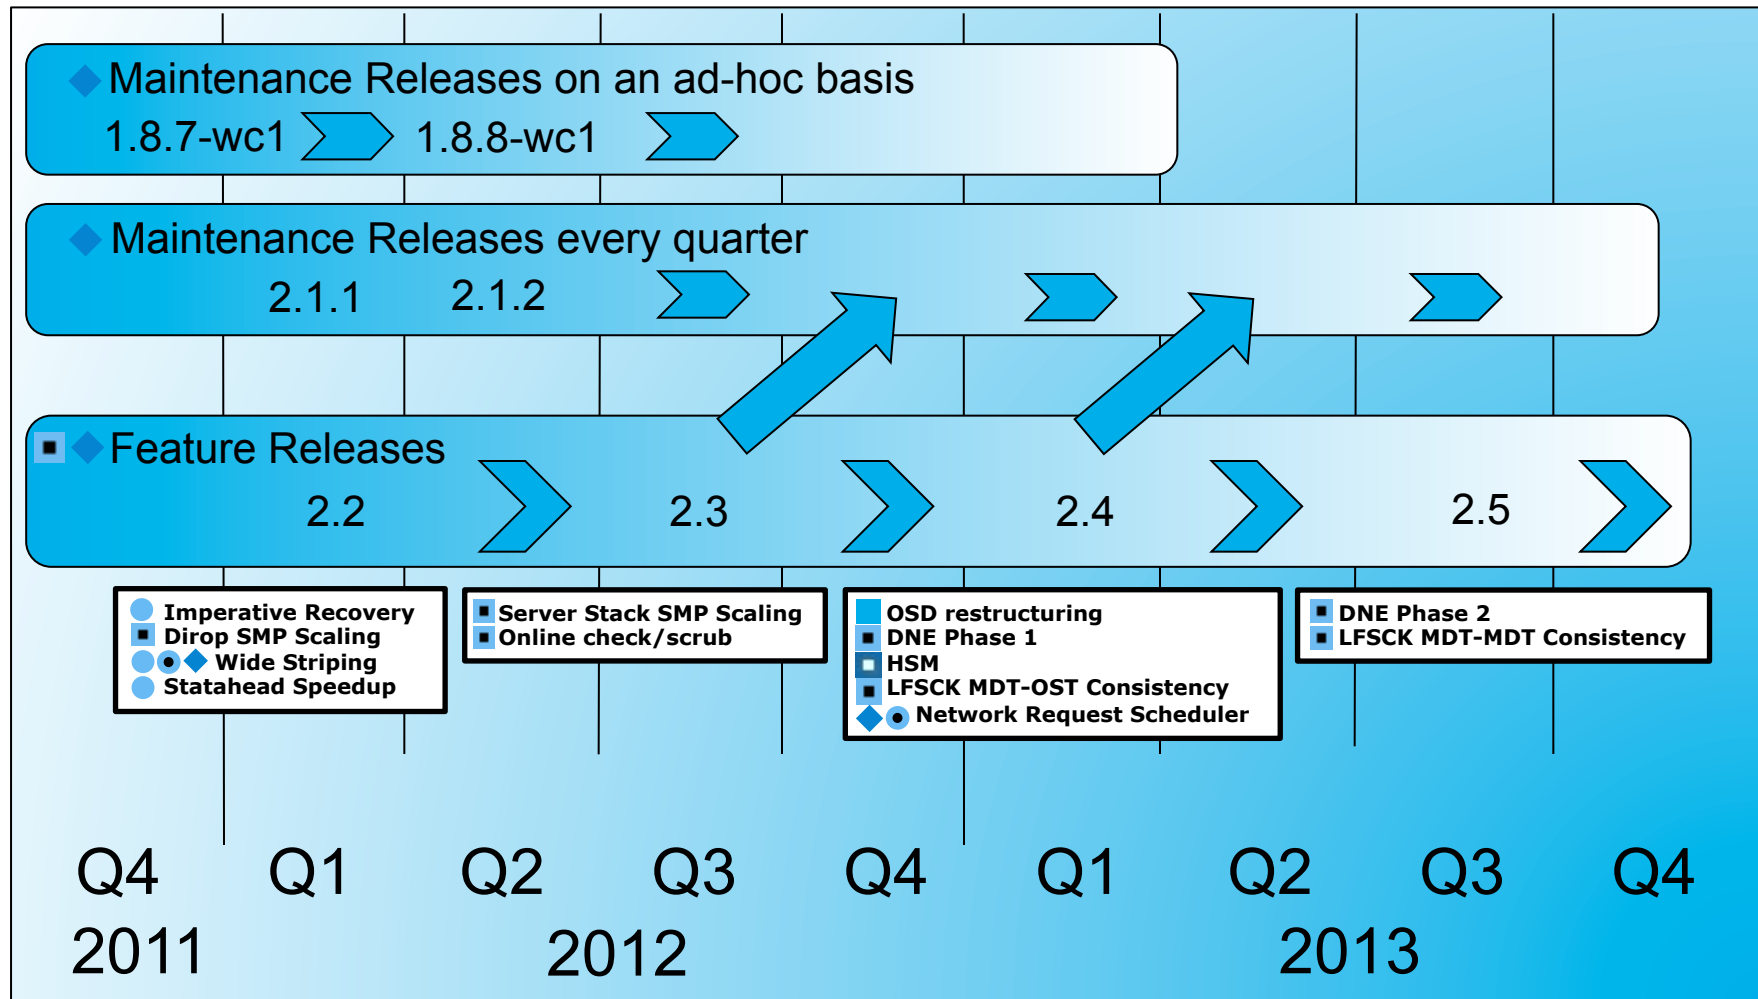 Maintenance Releases on an ad-hoc basis
1.8.7-wc1 1.8.8-wc1
Maintenance Releases every quarter
2.1.1 2.1.2
Feature Releases
2.2 2.3 2.4 2.5
Imperative Recovery
Dirop SMP Scaling
Wide Striping
Statahead Speedup
Server Stack SMP Scaling
Online check/scrub
OSD restructuring
DNE Phase 1
HSM
LFSCK MDT-OST Consistency
Network Request Scheduler
DNE Phase 2
LFSCK MDT-MDT Consistency
Q4 Q1 Q2 Q3 Q4 Q1 Q2 Q3 Q4
2011 2012 2013